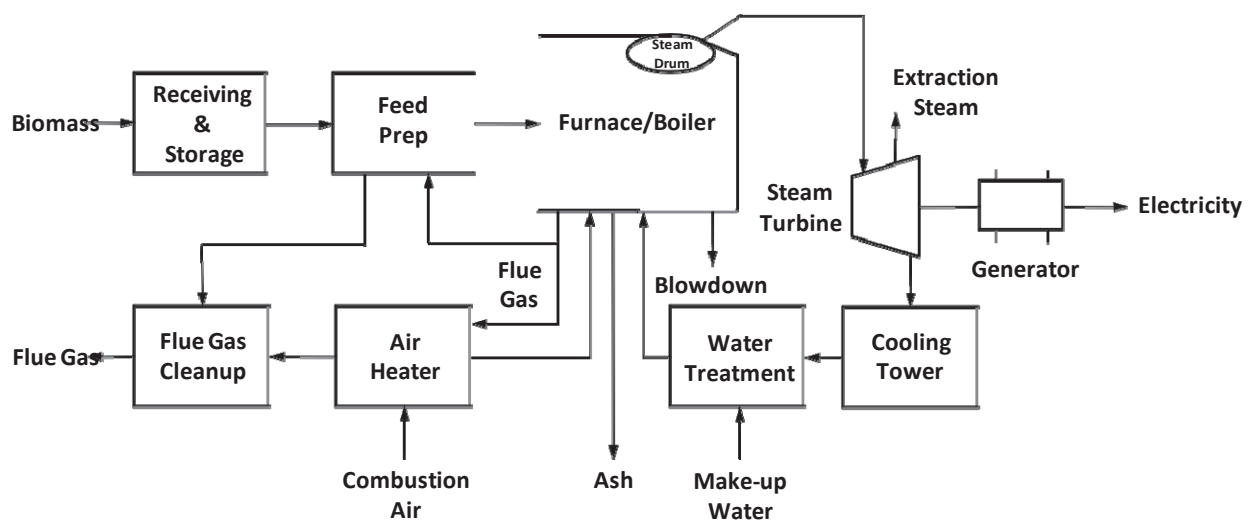 Steam
Drum
Extraction
Steam
Biomass
Receiving
&
Storage
Feed
Prep
Furnace/Boiler
Steam
Turbine
Electricity
Generator
Flue
Gas
Blowdown
Flue Gas
Flue Gas
Cleanup
Air
Heater
Water
Treatment
Cooling
Tower
Combustion
Air
Ash
Make-up
Water